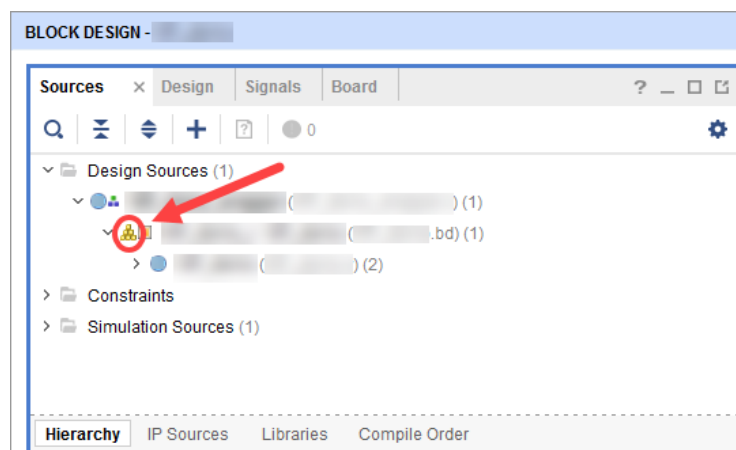 BLOCK DESIGN -
Sources × Design Signals Board ?
? 0
Design Sources (1)
( ) (1)
( .bd) (1)
( ) (2)
Constraints
Simulation Sources (1)
Hierarchy IP Sources Libraries Compile Order